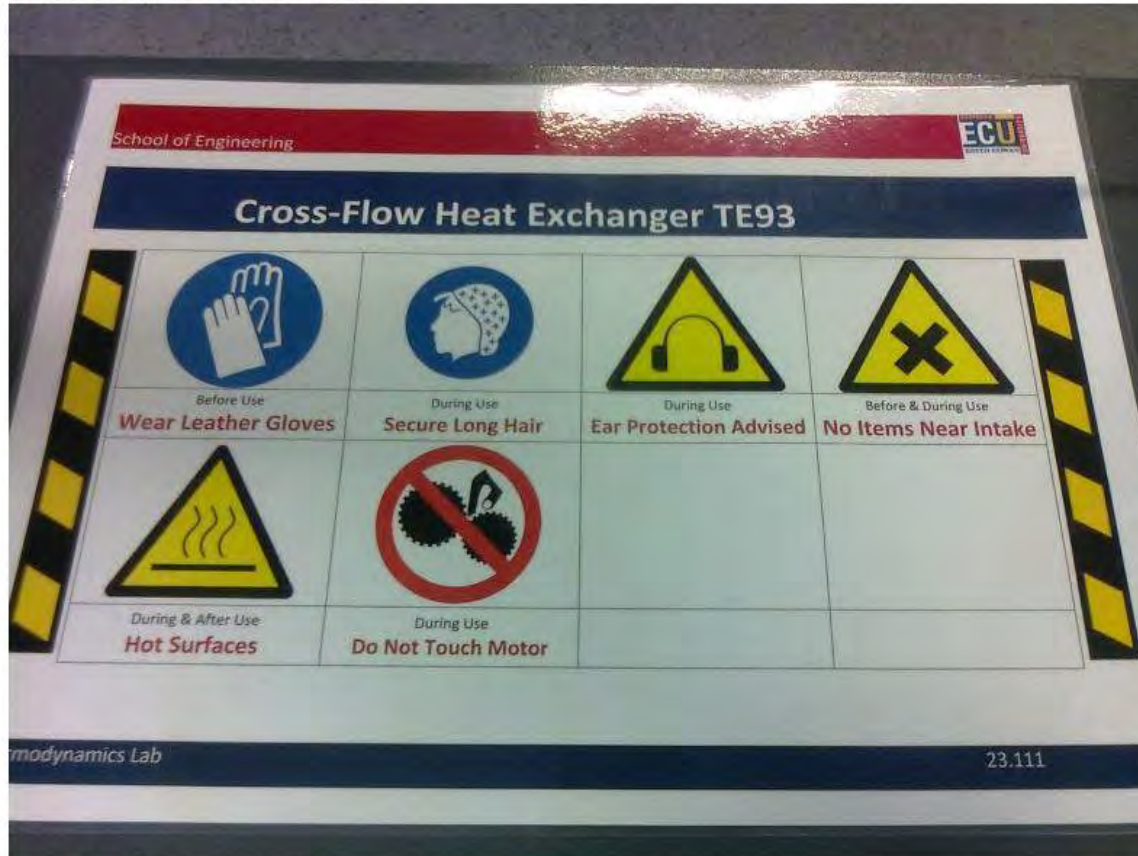 School of Engineering
ECU
Cross-Flow Heat Exchanger TE93
Before Use
Wear Leather Gloves
During Use
Secure Long Hair
During Use
Ear Protection Advised
Before & During Use
No Items Near Intake
During & After Use
Hot Surfaces
During Use
Do Not Touch Motor
modynamics Lab
23.111